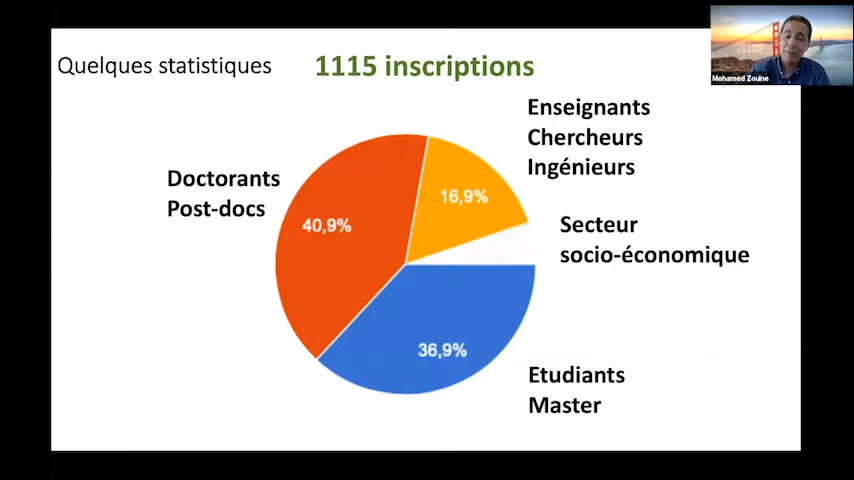 Quelques statistiques
1115 inscriptions
Mohamed Zouine
Enseignants
Chercheurs
Ingénieurs
Doctorants
Post-docs
16,9%
40,9%
Secteur
socio-économique
36,9%
Etudiants
Master